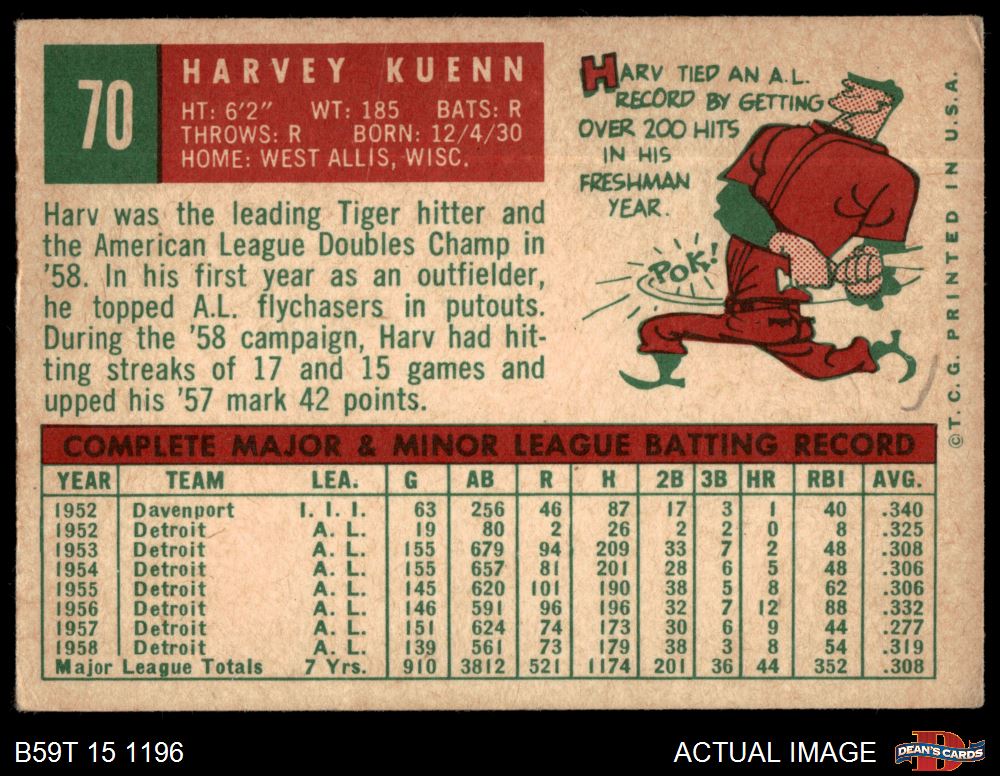 70
HARVEY KUENN
HT: 6'2" WT: 185 BATS: R
THROWS: R BORN: 12/4/30
HOME: WEST ALLIS, WISC.
HARV TIED AN A.L.
RECORD BY GETTING
OVER 200 HITS
IN HIS
FRESHMAN
YEAR.
POK!
Harv was the leading Tiger hitter and
the American League Doubles Champ in
'58. In his first year as an outfielder,
he topped A.L. flychasers in putouts.
During the '58 campaign, Harv had hit-
ting streaks of 17 and 15 games and
upped his '57 mark 42 points.
©T.C.G. PRINTED IN U.S.A.
COMPLETE MAJOR & MINOR LEAGUE BATTING RECORD
YEAR TEAM LEA. G AB R H 2B 3B HR RBI AVG.
1952 Davenport I. I. I. 63 256 46 87 17 3 1 40 .340
1952 Detroit A. L. 19 80 2 26 2 2 0 8 .325
1953 Detroit A. L. 155 679 94 209 33 7 2 48 .308
1954 Detroit A. L. 155 657 81 201 28 6 5 48 .306
1955 Detroit A. L. 145 620 101 190 38 5 8 62 .306
1956 Detroit A. L. 146 591 96 196 32 7 12 88 .332
1957 Detroit A. L. 151 624 74 173 30 6 9 44 .277
1958 Detroit A. L. 139 561 73 179 38 3 8 54 .319
Major League Totals 7 Yrs. 910 3812 521 1174 201 36 44 352 .308
B59T 15 1196
ACTUAL IMAGE
DEAN'S CARDS